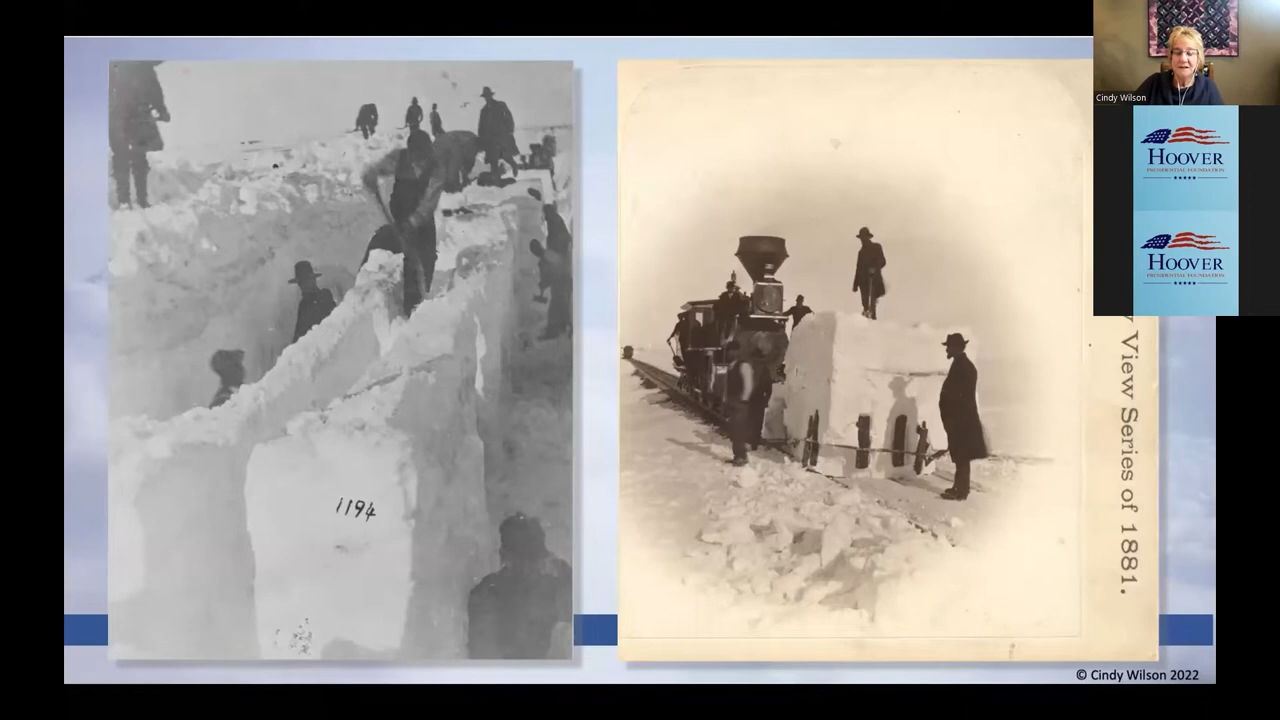 1194
View Series of 1881.
© Cindy Wilson 2022
Cindy Wilson
HOOVER
PRESIDENTIAL FOUNDATION
HOOVER
PRESIDENTIAL FOUNDATION